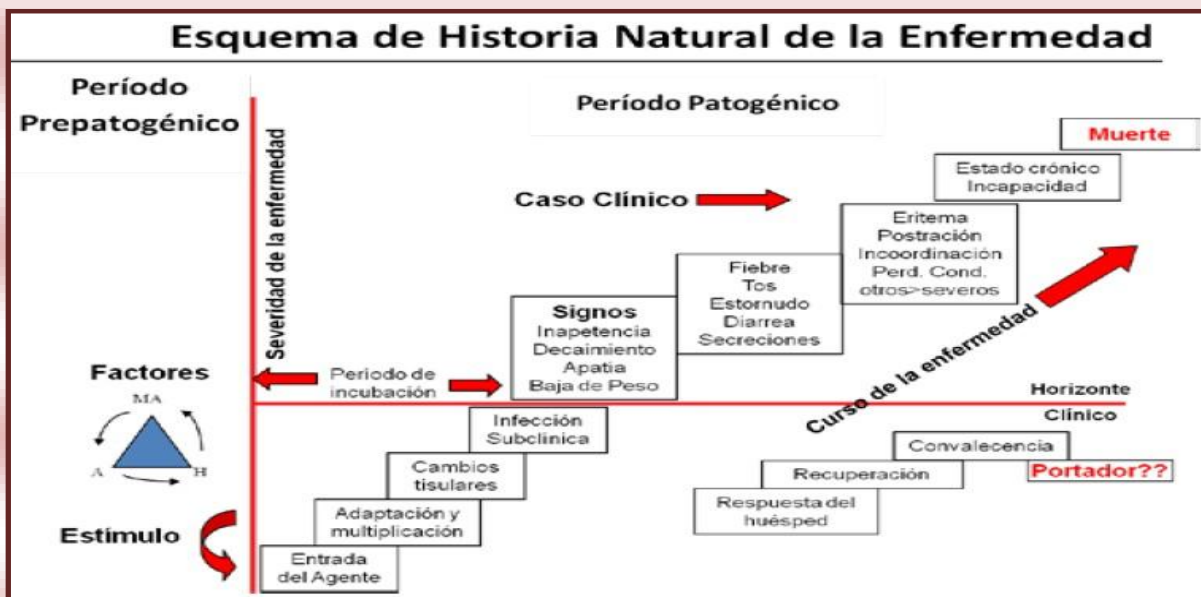 Esquema de Historia Natural de la Enfermedad
Período
Prepatogénico
Período Patogénico
Severidad de la enfermedad
Muerte
Estado crónico
Incapacidad
Caso Clínico
Eritema
Postración
Incoordinación
Perd. Cond.
otros>severos
Fiebre
Tos
Estornudo
Diarrea
Secreciones
Signos
Inapetencia
Decaimiento
Apatia
Baja de Peso
Período de
incubación
Factores
MA
A
H
Curso de la enfermedad
Horizonte
Clínico
Infección
Subclinica
Cambios
tisulares
Adaptación y
multiplicación
Entrada
del Agente
Estímulo
Convalecencia
Recuperación
Portador??
Respuesta del
huésped